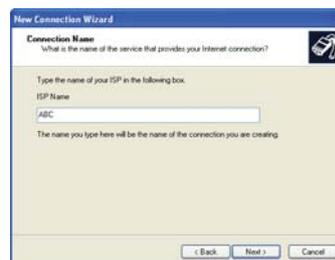 New Connection Wizard
Connection Name
What is the name of the service that provides your Internet connection?
Type the name of your ISP in the following box.
ISP Name
ABC
The name you type here will be the name of the connection you are creating.
< Back
Next >
Cancel